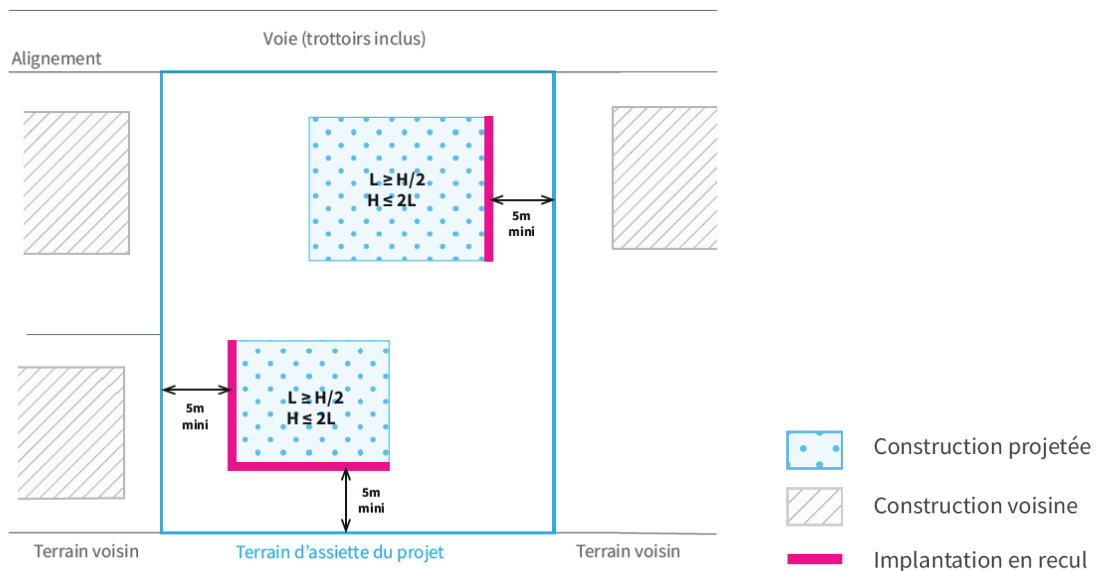 Voie (trottoirs inclus)
Alignement
L ≥ H/2
H ≤ 2L
5m
mini
L ≥ H/2
H ≤ 2L
5m
mini
5m
mini
Terrain voisin
Terrain d'assiette du projet
Terrain voisin
Construction projetée
Construction voisine
Implantation en recul